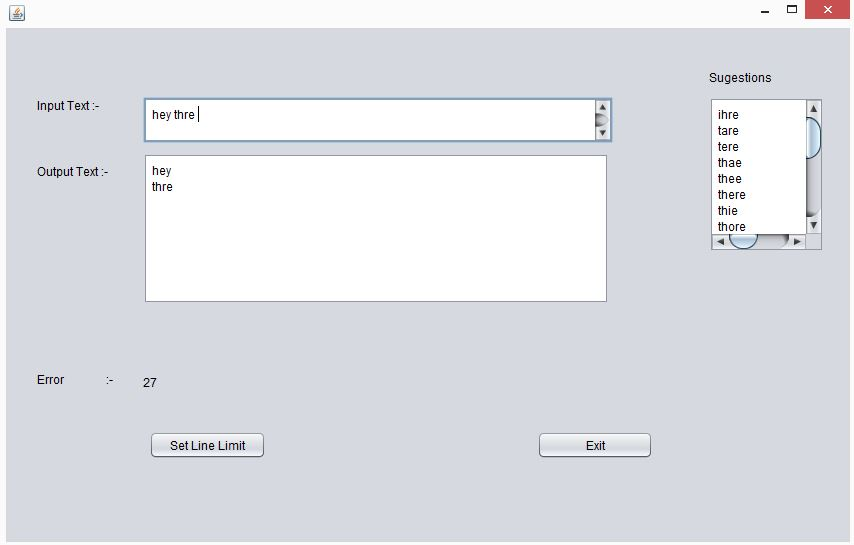 Sugestions
Input Text :-
hey thre
Output Text :-
hey
thre
ihre
tare
tere
thae
thee
there
thie
thore
Error :-
27
Set Line Limit
Exit